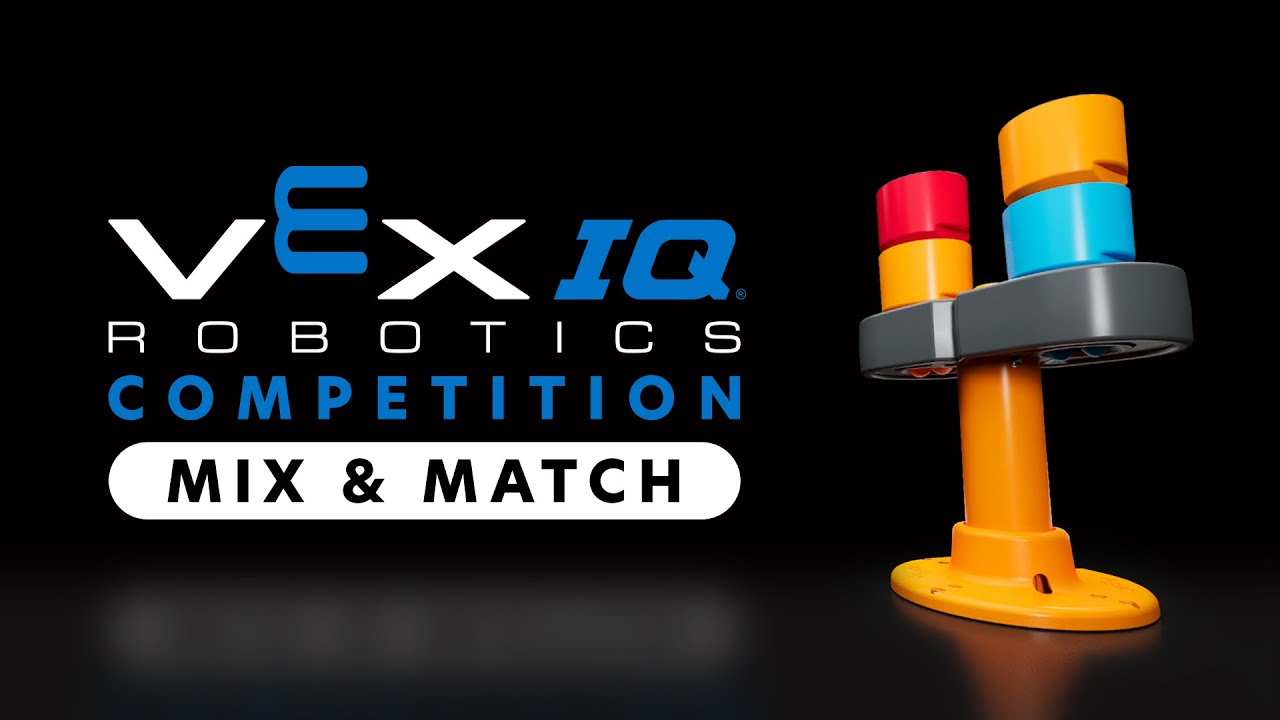 VEX IQ®
ROBOTICS
COMPETITION
MIX & MATCH